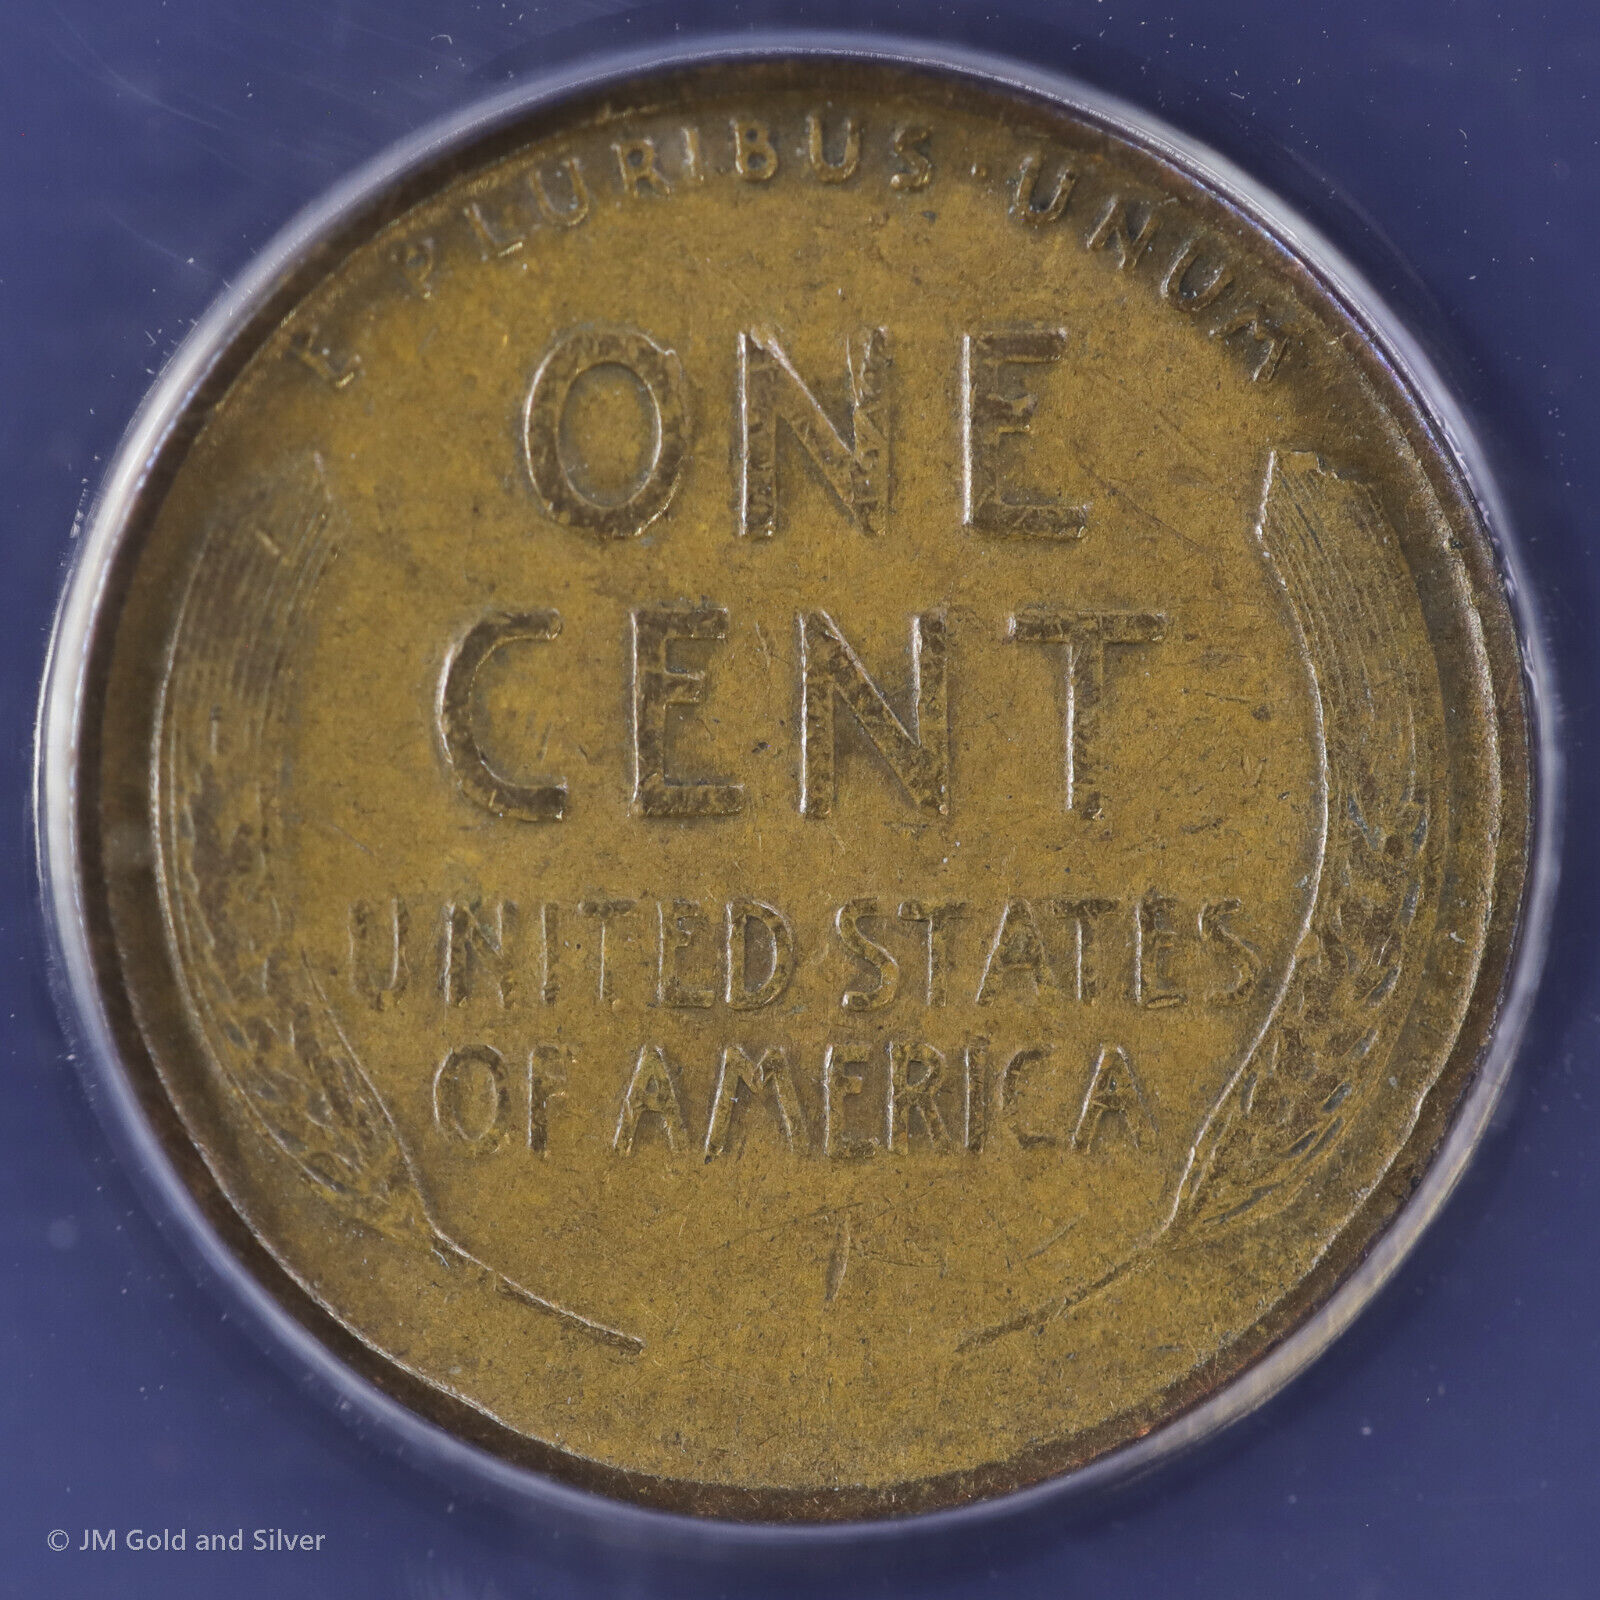 E PLURIBUS · UNUM
ONE
CENT
UNITED STATES
OF AMERICA
© JM Gold and Silver